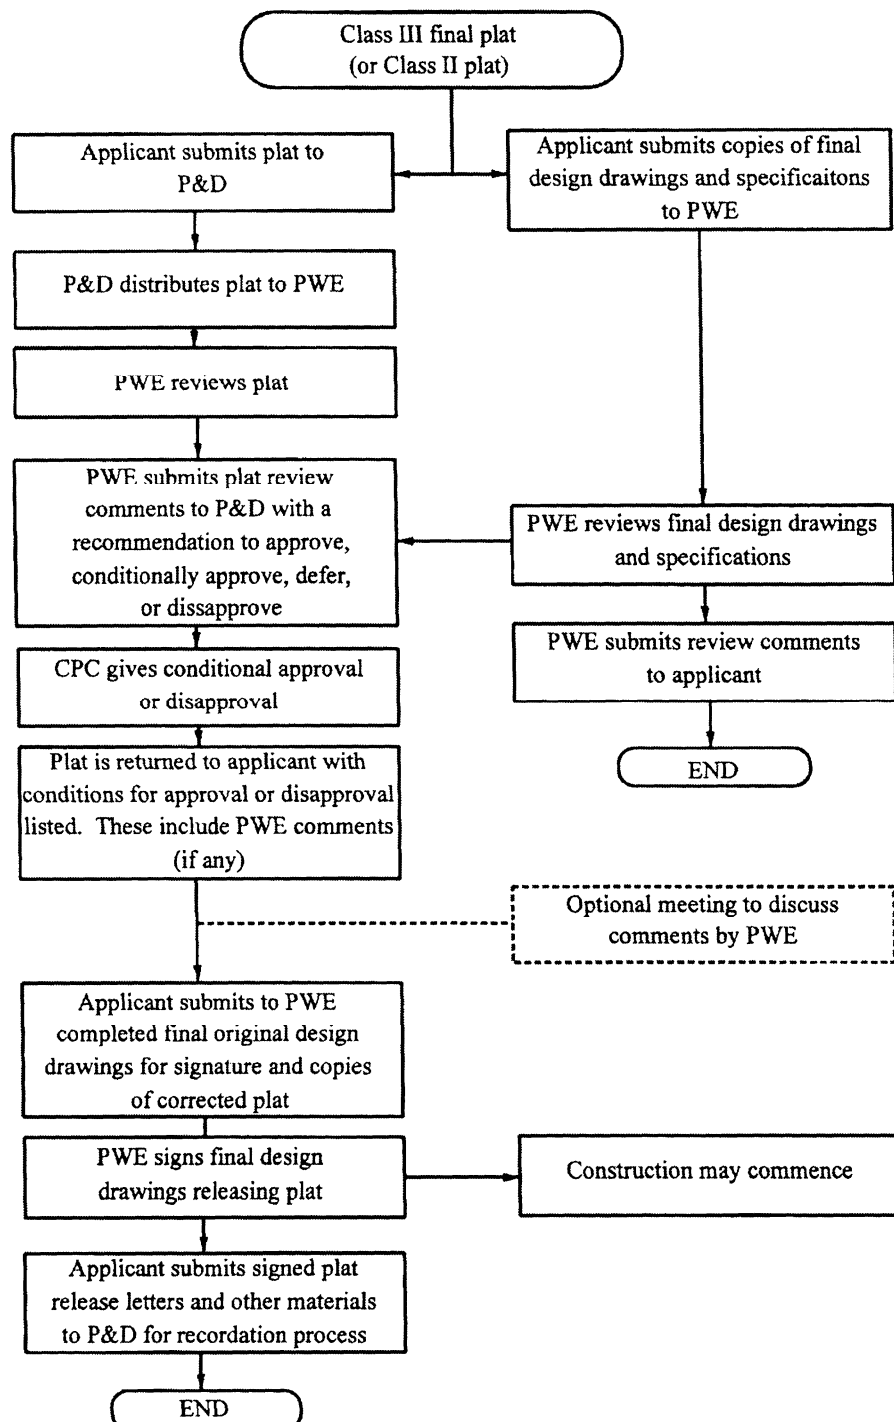 Class III final plat
(or Class II plat)
Applicant submits plat to
P&D
Applicant submits copies of final
design drawings and specificaitons
to PWE
P&D distributes plat to PWE
PWE reviews plat
PWE submits plat review
comments to P&D with a
recommendation to approve,
conditionally approve, defer,
or dissapprove
PWE reviews final design drawings
and specifications
PWE submits review comments
to applicant
END
CPC gives conditional approval
or disapproval
Plat is returned to applicant with
conditions for approval or disapproval
listed. These include PWE comments
(if any)
Optional meeting to discuss
comments by PWE
Applicant submits to PWE
completed final original design
drawings for signature and copies
of corrected plat
PWE signs final design
drawings releasing plat
Construction may commence
Applicant submits signed plat
release letters and other materials
to P&D for recordation process
END